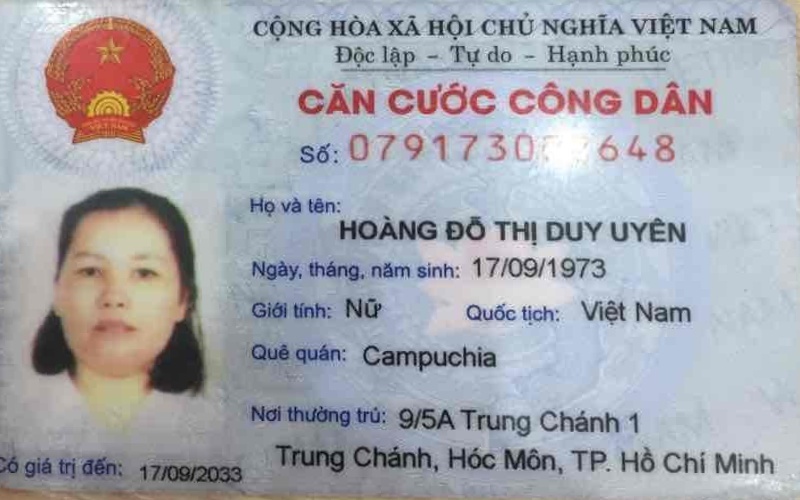 CỘNG HÒA XÃ HỘI CHỦ NGHĨA VIỆT NAM
Độc lập – Tự do – Hạnh phúc
CĂN CƯỚC CÔNG DÂN
Số:
Họ và tên:
HOÀNG ĐỖ THỊ DUY UYÊN
Ngày, tháng, năm sinh: 17/09/1973
Giới tính: Nữ Quốc tịch: Việt Nam
Quê quán: Campuchia
Nơi thường trú: 9/5A Trung Chánh 1
Trung Chánh, Hóc Môn, TP. Hồ Chí Minh
Có giá trị đến: 17/09/2033